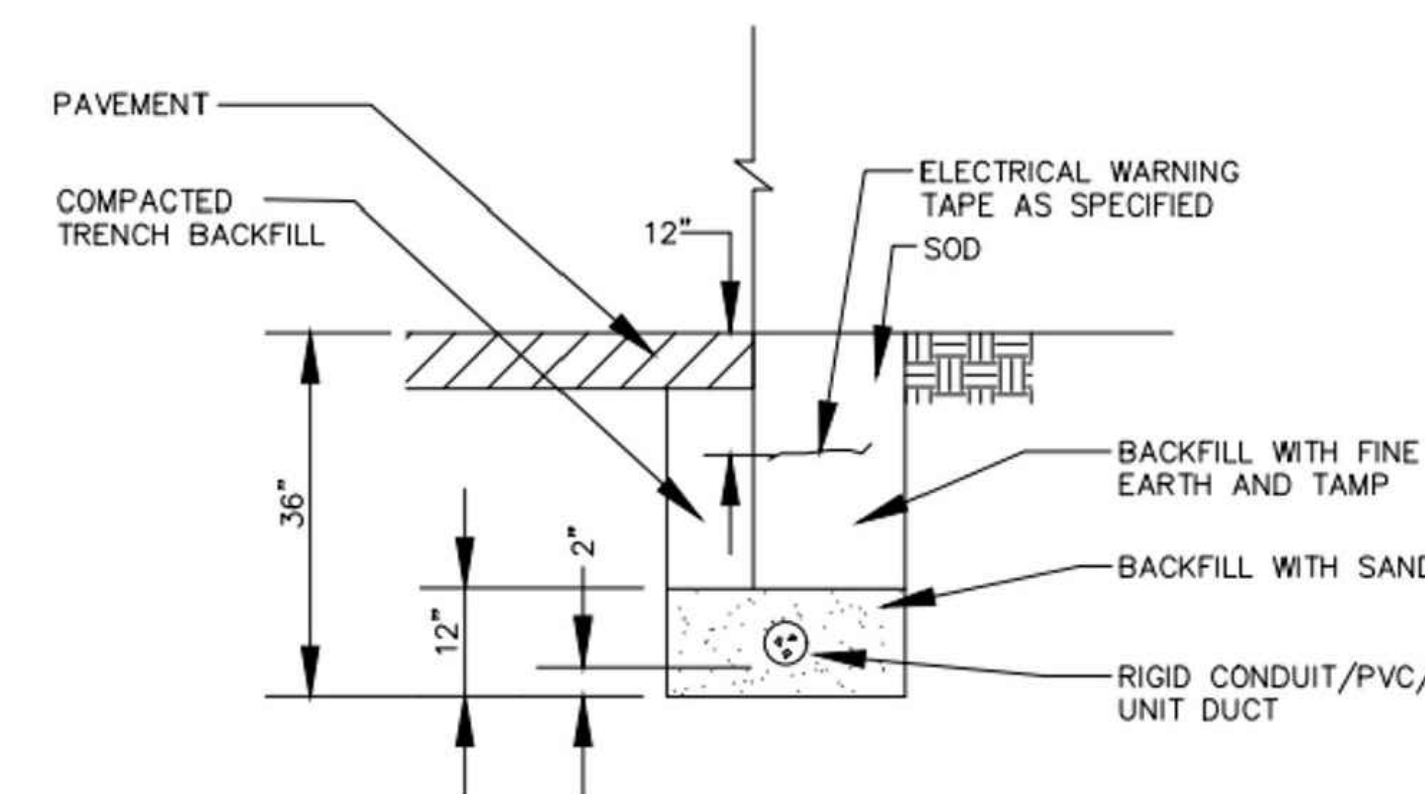 PAVEMENT
COMPACTED
TRENCH BACKFILL
12"
ELECTRICAL WARNING
TAPE AS SPECIFIED
SOD
36"
12"
2"
BACKFILL WITH FINE
EARTH AND TAMP
BACKFILL WITH SAND
RIGID CONDUIT/PVC/
UNIT DUCT